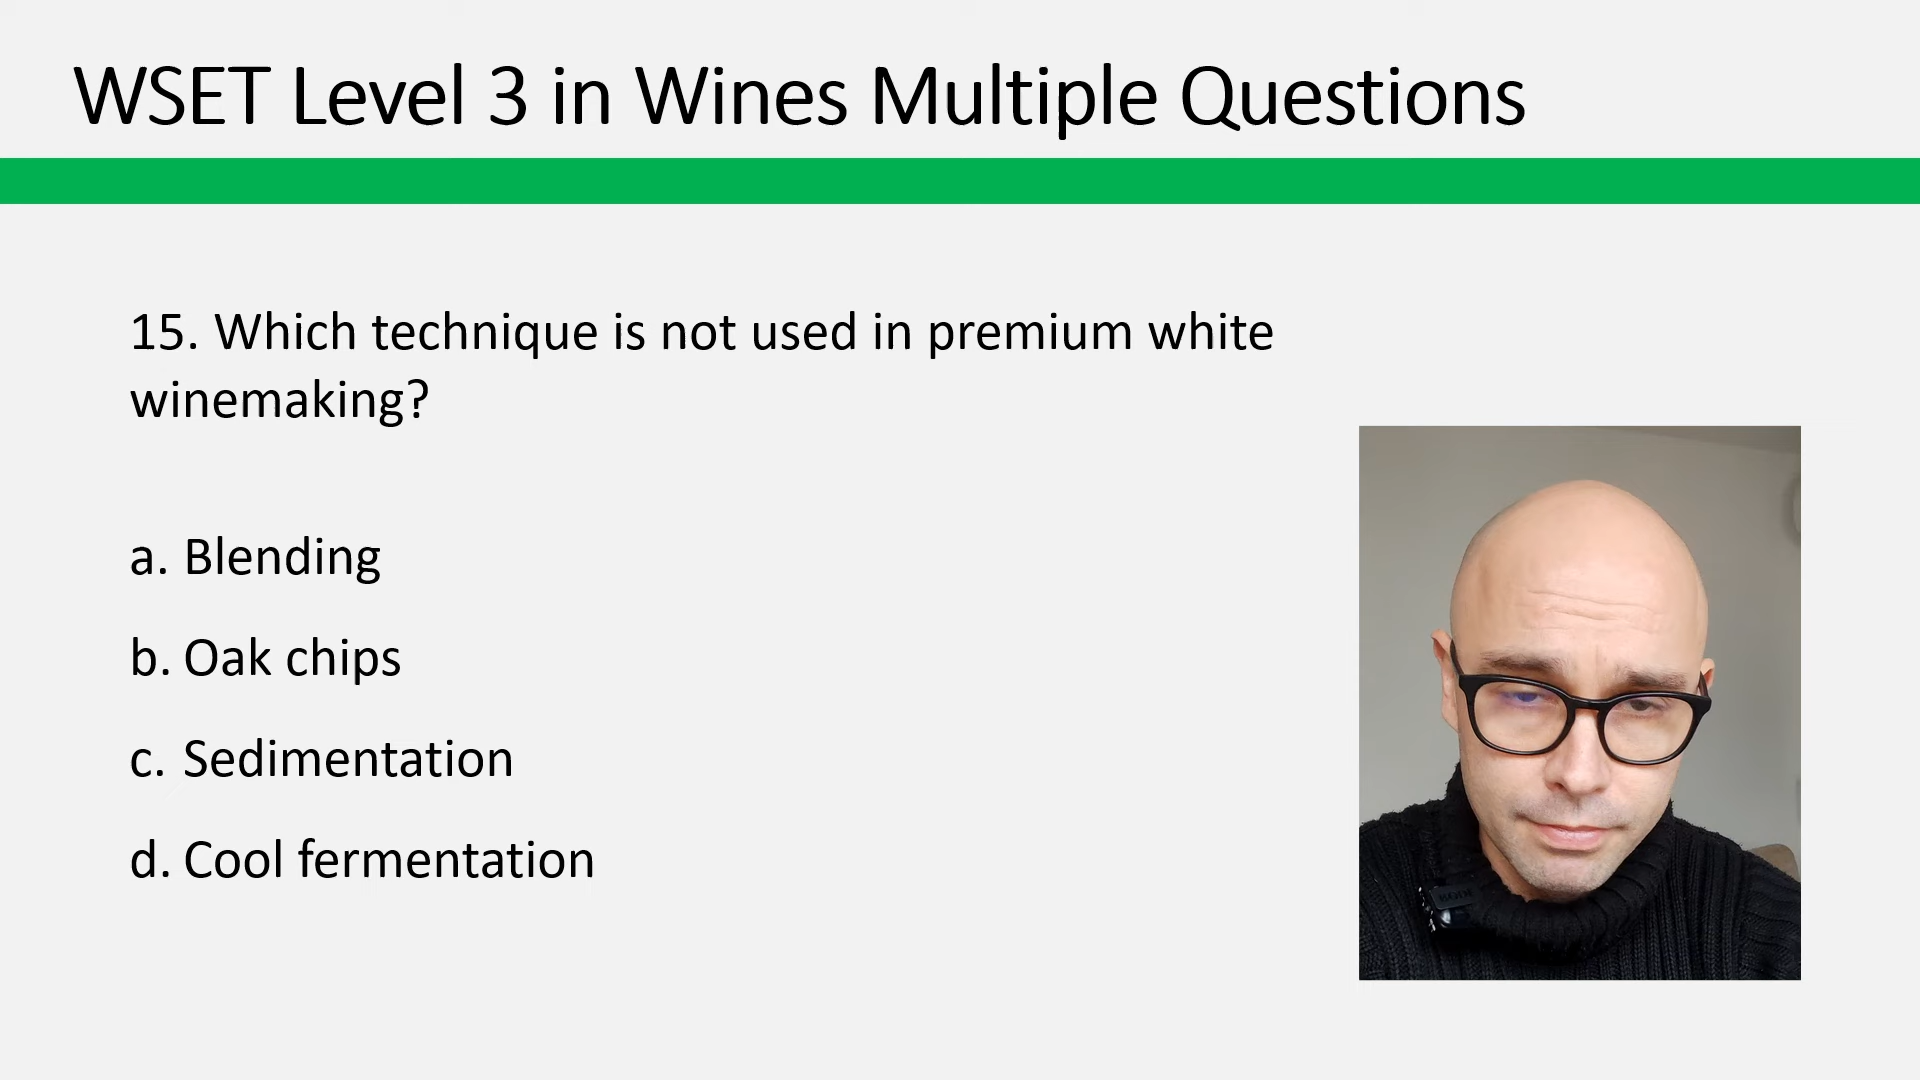 WSET Level 3 in Wines Multiple Questions
15. Which technique is not used in premium white
winemaking?
a. Blending
b. Oak chips
c. Sedimentation
d. Cool fermentation